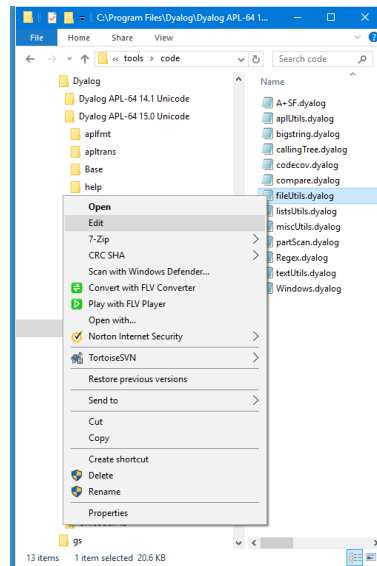 C:\Program Files\Dyalog\Dyalog APL-64 1...
File Home Share View
« tools › code
Search code
Dyalog
Dyalog APL-64 14.1 Unicode
Dyalog APL-64 15.0 Unicode
aplfmt
apltrans
Base
help
Name
A+SF.dyalog
aplUtils.dyalog
bigstring.dyalog
callingTree.dyalog
codecov.dyalog
compare.dyalog
fileUtils.dyalog
listsUtils.dyalog
miscUtils.dyalog
partScan.dyalog
Regex.dyalog
textUtils.dyalog
Windows.dyalog
Open
Edit
7-Zip
CRC SHA
Scan with Windows Defender...
Convert with FLV Converter
Play with FLV Player
Open with...
Norton Internet Security
TortoiseSVN
Restore previous versions
Send to
Cut
Copy
Create shortcut
Delete
Rename
Properties
gs
13 items 1 item selected 20.6 KB